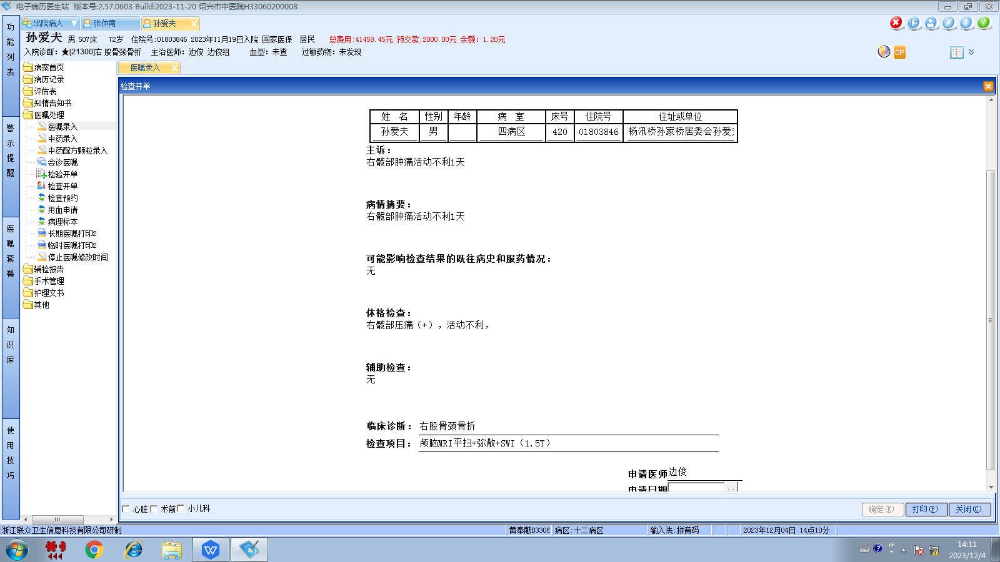 电子病历医生站 版本号:2.57.0603 Build:2023-11-20 绍兴市中医院H33060200008
出院病人 张仲南 孙爱夫
孙爱夫 男 507床 72岁 住院号:01803846 2023年11月19日入院 国家医保 居民 总费用:41458.45元 预交款:2000.00元 余额：1.20元
入院诊断：★[21300]右 股骨颈骨折 主治医师：边俊 边俊组 血型：未查 过敏药物：未发现
CP
功能列表
警示提醒
医嘱套餐
知识库
使用技巧
病案首页
病历记录
评估表
知情告知书
医嘱处理
医嘱录入
中药录入
中药配方颗粒录入
会诊医嘱
检验开单
检查开单
检查预约
用血申请
病理标本
长期医嘱打印2
临时医嘱打印2
停止医嘱修改时间
辅检报告
手术管理
护理文书
其他
医嘱录入
检查开单
姓 名 性别 年龄 病 室 床号 住院号 住址或单位
孙爱夫 男 四病区 420 01803846 杨汛桥孙家桥居委会孙爱
主诉：
右髋部肿痛活动不利1天
病情摘要：
右髋部肿痛活动不利1天
可能影响检查结果的既往病史和服药情况：
无
体格检查：
右髋部压痛（+），活动不利，
辅助检查：
无
临床诊断： 右股骨颈骨折
检查项目： 颅脑MRI平扫+弥散+SWI（1.5T）
申请医师 边俊
申请日期 ..
心脏 术前 小儿科
确定(E) 打印(P) 关闭(C)
浙江联众卫生信息科技有限公司研制 黄奉献D330 病区:十二病区 输入法:拼音码 2023年12月04日 14点10分
14:11
2023/12/4